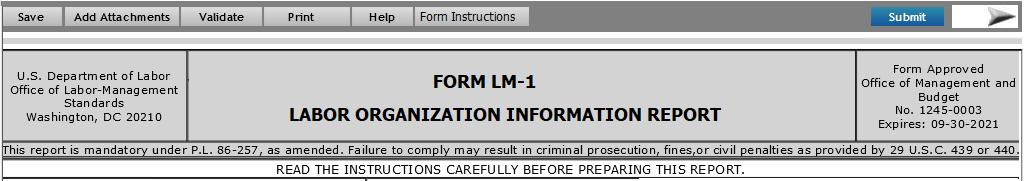 Save Add Attachments Validate Print Help Form Instructions Submit
U.S. Department of Labor
Office of Labor-Management
Standards
Washington, DC 20210
FORM LM-1
LABOR ORGANIZATION INFORMATION REPORT
Form Approved
Office of Management and
Budget
No. 1245-0003
Expires: 09-30-2021
This report is mandatory under P.L. 86-257, as amended. Failure to comply may result in criminal prosecution, fines,or civil penalties as provided by 29 U.S.C. 439 or 440.
READ THE INSTRUCTIONS CAREFULLY BEFORE PREPARING THIS REPORT.